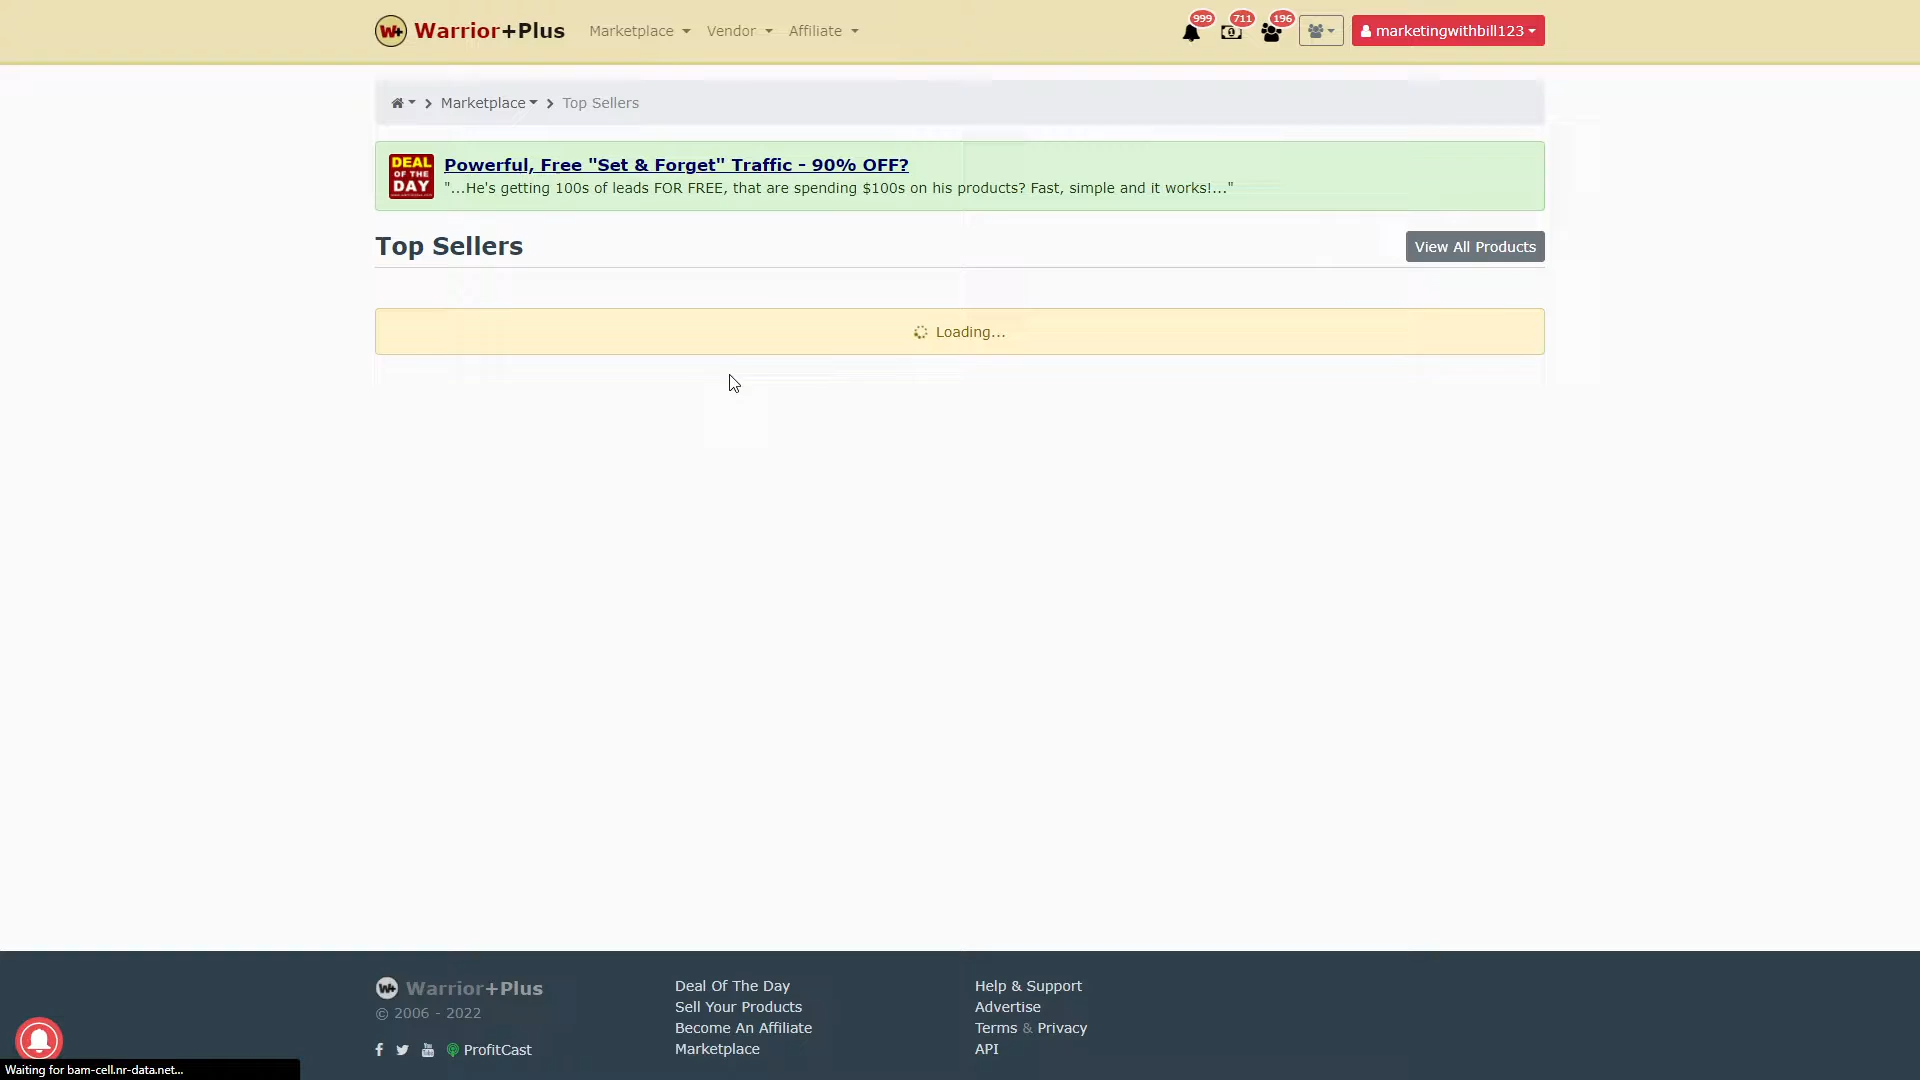 Warrior+Plus Marketplace Vendor Affiliate 999 711 196 marketingwithbill123
Marketplace Top Sellers
DEAL OF THE DAY
Powerful, Free "Set & Forget" Traffic - 90% OFF?
"...He's getting 100s of leads FOR FREE, that are spending $100s on his products? Fast, simple and it works!..."
Top Sellers View All Products
Loading...
Warrior+Plus
© 2006 - 2022
ProfitCast
Deal Of The Day
Sell Your Products
Become An Affiliate
Marketplace
Help & Support
Advertise
Terms & Privacy
API
Waiting for bam-cell.nr-data.net...